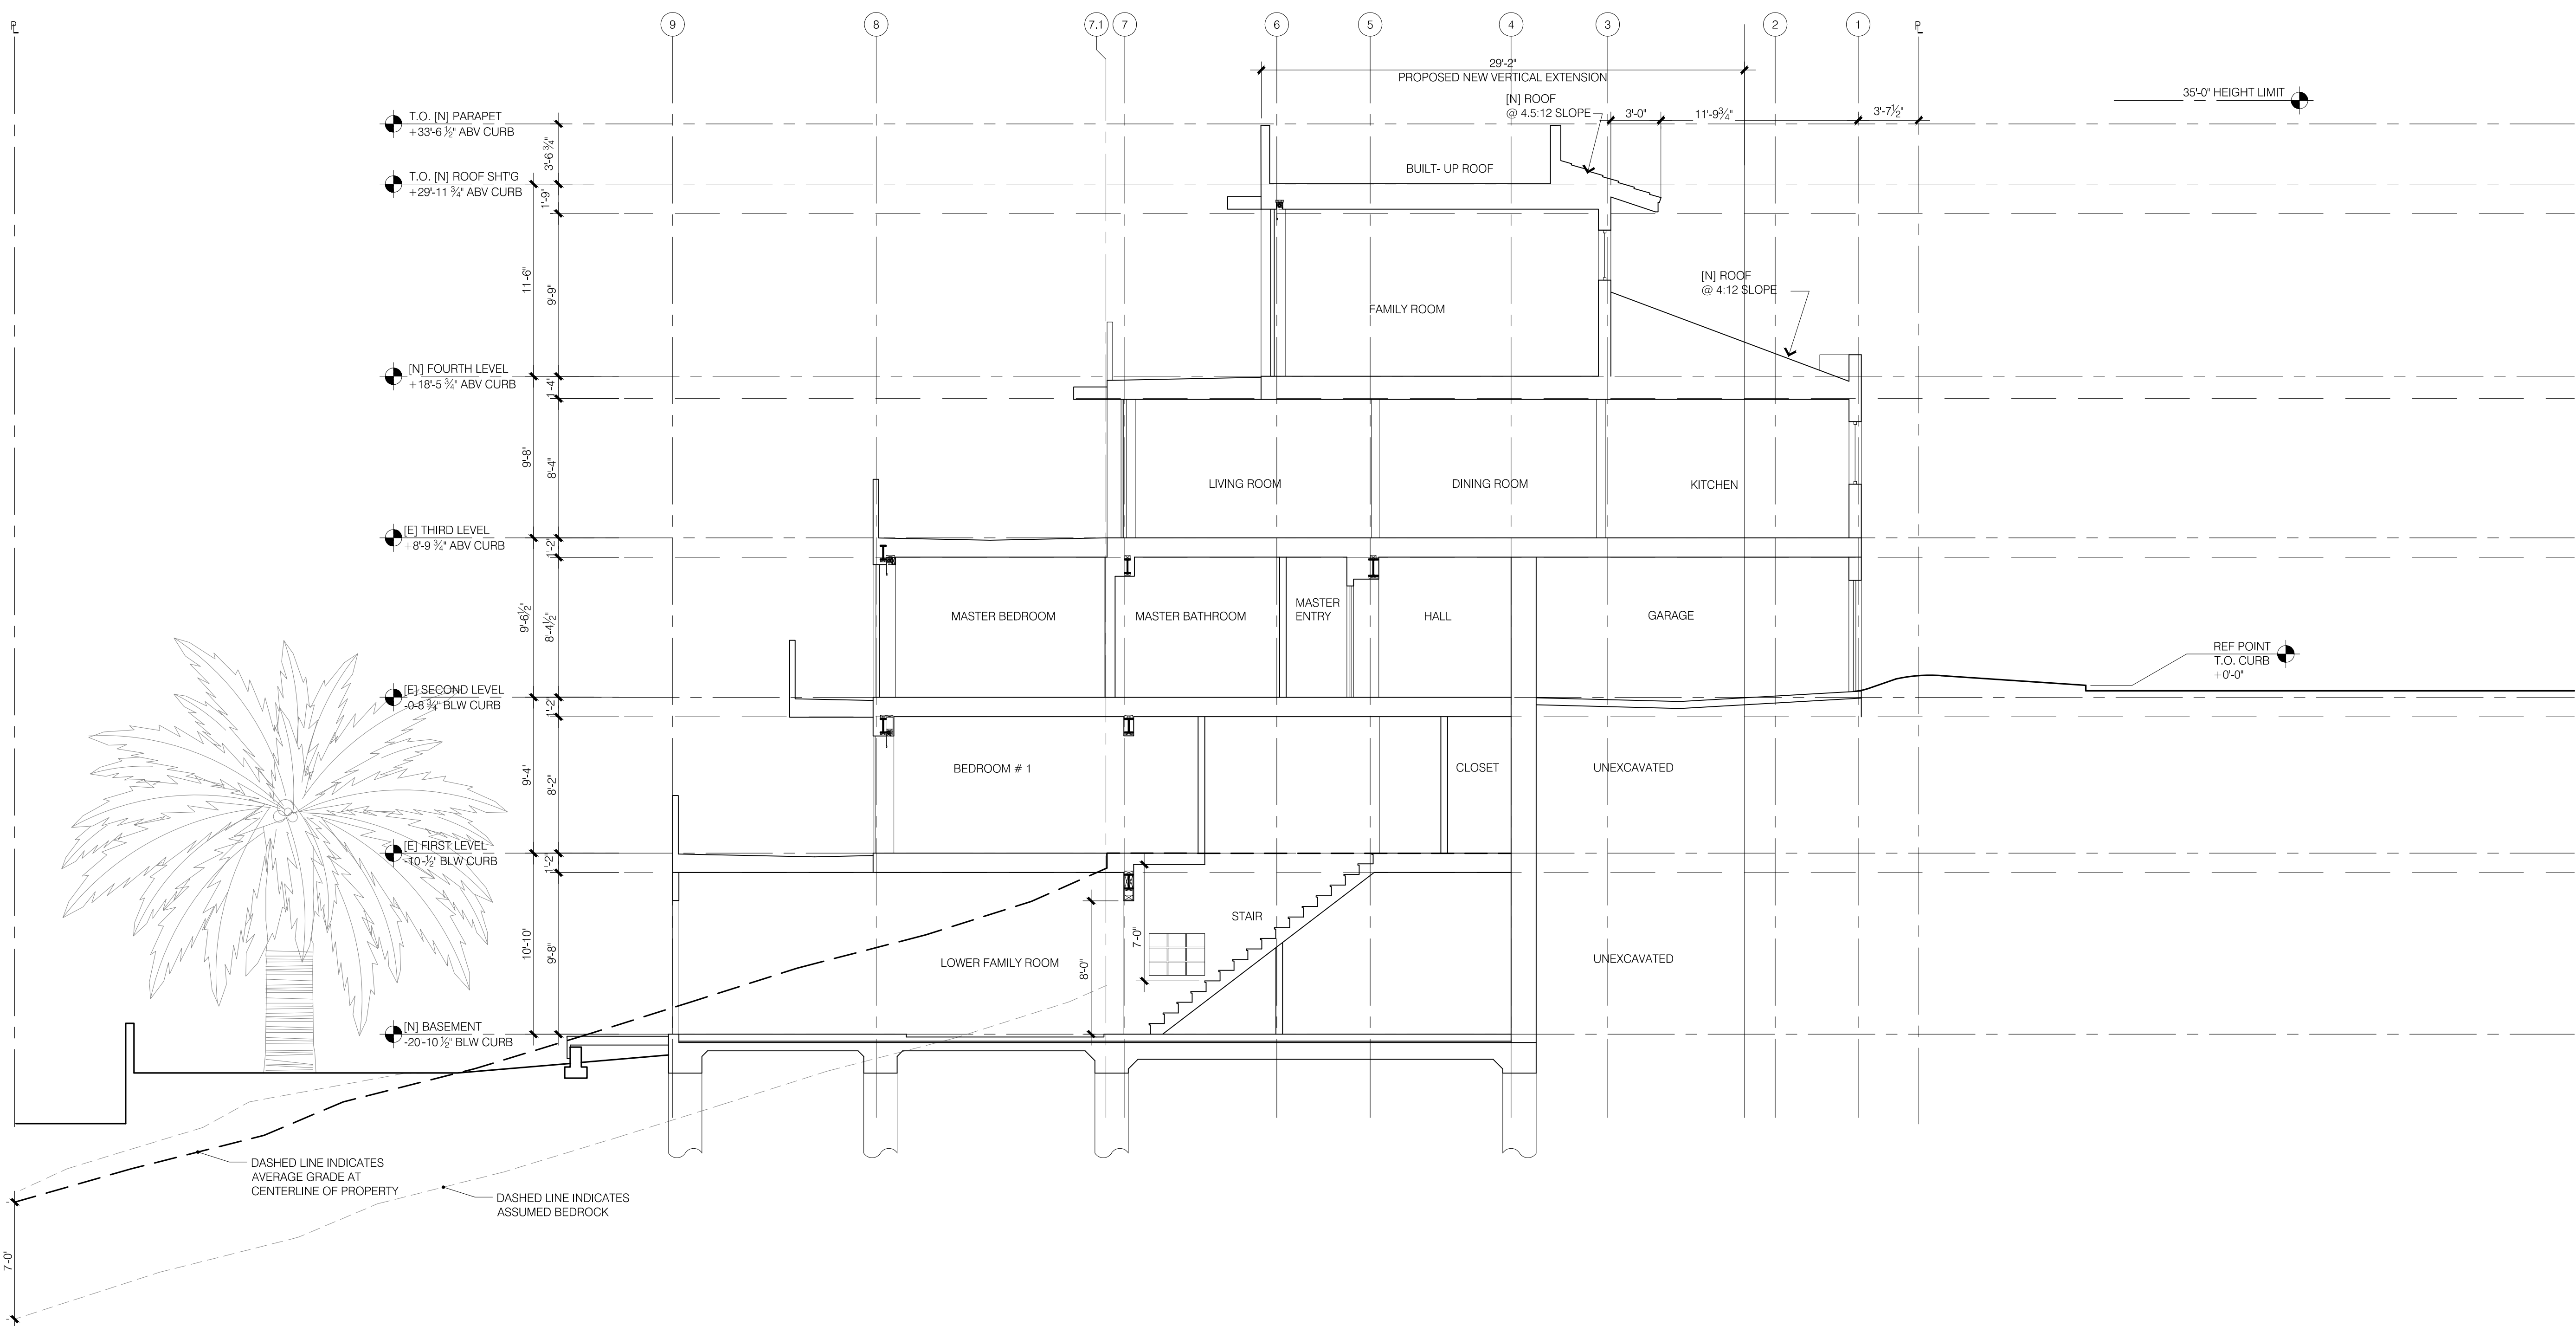 P
L
9
8
7.1
7
6
5
4
3
2
1
P
L
29'-2"
PROPOSED NEW VERTICAL EXTENSION
35'-0" HEIGHT LIMIT
[N] ROOF
@ 4.5:12 SLOPE
3'-0"
11'-9¾"
3'-7½"
T.O. [N] PARAPET
+33'-6 ½" ABV CURB
3'-6 ¾"
BUILT- UP ROOF
T.O. [N] ROOF SHT'G
+29'-11 ¾" ABV CURB
1'-9"
11'-6"
9'-9"
[N] ROOF
@ 4:12 SLOPE
FAMILY ROOM
[N] FOURTH LEVEL
+18'-5 ¾" ABV CURB
1'-4"
9'-8"
8'-4"
LIVING ROOM
DINING ROOM
KITCHEN
[E] THIRD LEVEL
+8'-9 ¾" ABV CURB
1'-2"
9'-6½"
8'-4½"
MASTER BEDROOM
MASTER BATHROOM
MASTER
ENTRY
HALL
GARAGE
REF POINT
T.O. CURB
+0'-0"
[E] SECOND LEVEL
-0-8 ¾" BLW CURB
1'-2"
9'-4"
8'-2"
BEDROOM # 1
CLOSET
UNEXCAVATED
[E] FIRST LEVEL
-10'-½" BLW CURB
1'-2"
10'-10"
9'-8"
LOWER FAMILY ROOM
8'-0"
7'-0"
STAIR
UNEXCAVATED
[N] BASEMENT
-20'-10 ½" BLW CURB
DASHED LINE INDICATES
AVERAGE GRADE AT
CENTERLINE OF PROPERTY
DASHED LINE INDICATES
ASSUMED BEDROCK
7'-0"